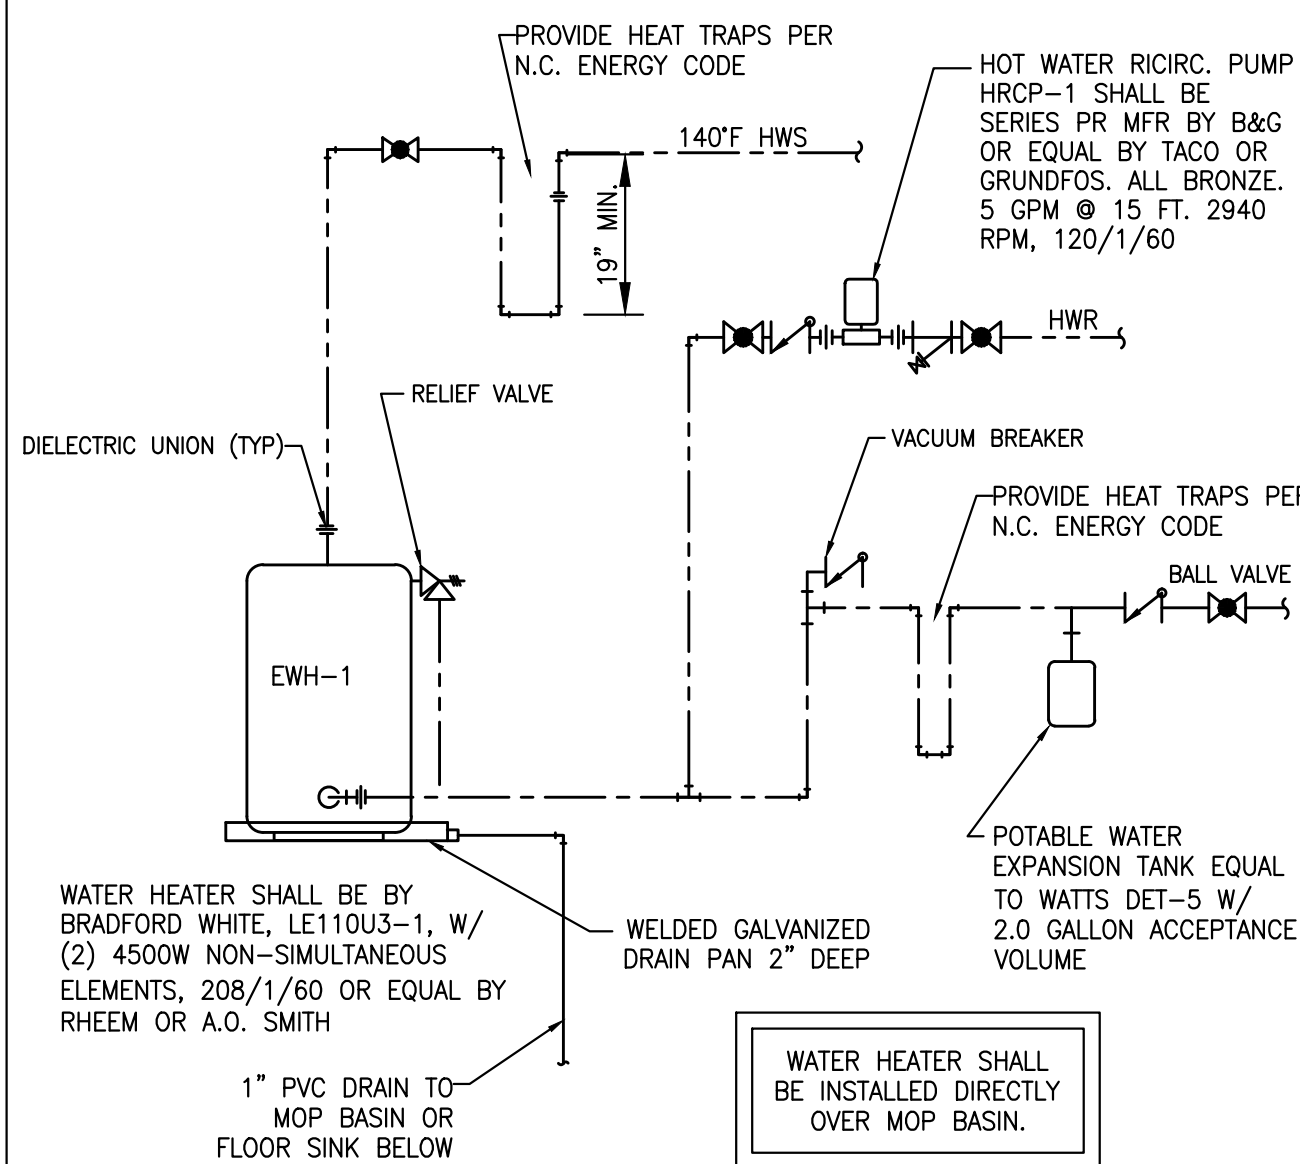 PROVIDE HEAT TRAPS PER
N.C. ENERGY CODE
HOT WATER RICIRC. PUMP
HRCP-1 SHALL BE
SERIES PR MFR BY B&G
OR EQUAL BY TACO OR
GRUNDFOS. ALL BRONZE.
5 GPM @ 15 FT. 2940
RPM, 120/1/60
140°F HWS
19" MIN.
HWR
RELIEF VALVE
DIELECTRIC UNION (TYP)
VACUUM BREAKER
PROVIDE HEAT TRAPS PER
N.C. ENERGY CODE
BALL VALVE
EWH-1
POTABLE WATER
EXPANSION TANK EQUAL
TO WATTS DET-5 W/
2.0 GALLON ACCEPTANCE
VOLUME
WATER HEATER SHALL BE BY
BRADFORD WHITE, LE110U3-1, W/
(2) 4500W NON-SIMULTANEOUS
ELEMENTS, 208/1/60 OR EQUAL BY
RHEEM OR A.O. SMITH
WELDED GALVANIZED
DRAIN PAN 2" DEEP
1" PVC DRAIN TO
MOP BASIN OR
FLOOR SINK BELOW
WATER HEATER SHALL
BE INSTALLED DIRECTLY
OVER MOP BASIN.